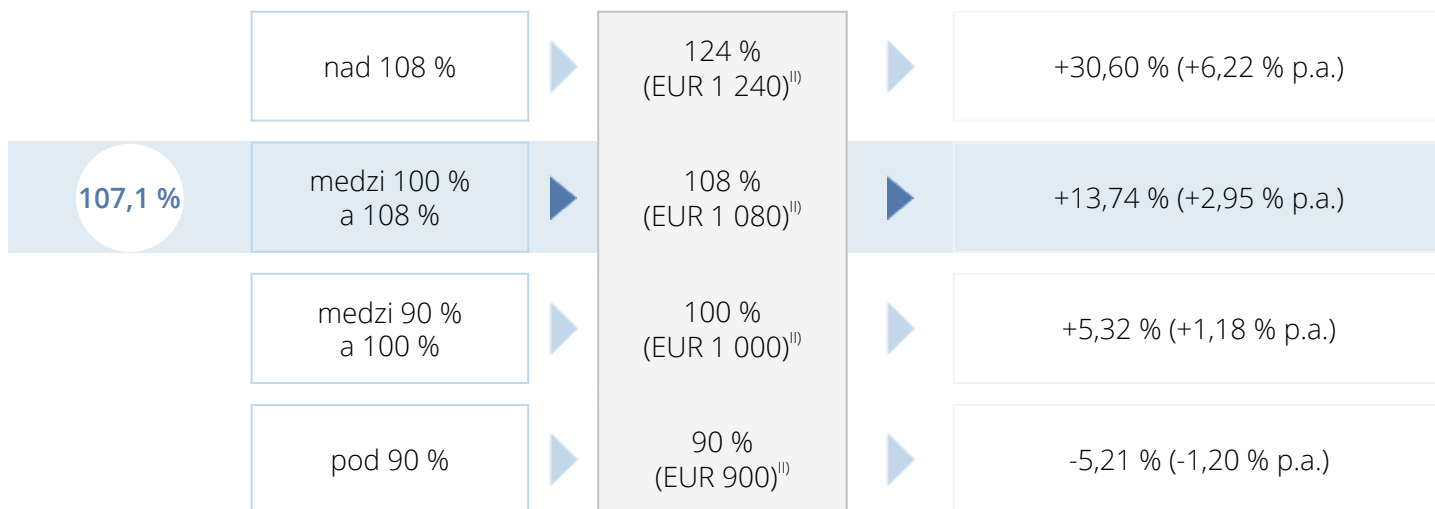 nad 108 %
124 %
(EUR 1 240)II)
+30,60 % (+6,22 % p.a.)
107,1 %
medzi 100 %
a 108 %
108 %
(EUR 1 080)II)
+13,74 % (+2,95 % p.a.)
medzi 90 %
a 100 %
100 %
(EUR 1 000)II)
+5,32 % (+1,18 % p.a.)
pod 90 %
90 %
(EUR 900)II)
-5,21 % (-1,20 % p.a.)